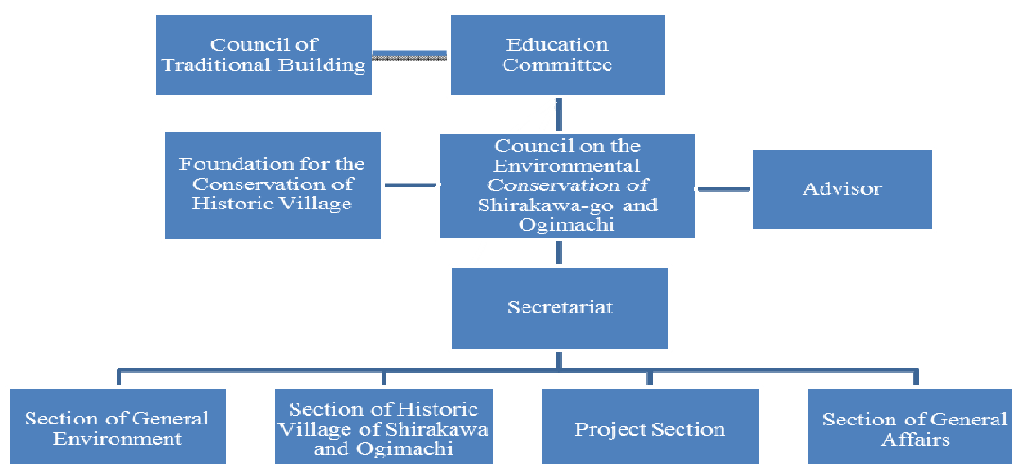 Council of
Traditional Building
Education
Committee
Foundation for the
Conservation of
Historic Village
Council on the
Environmental
Conservation of
Shirakawa-go and
Ogimachi
Advisor
Secretariat
Section of General
Environment
Section of Historic
Village of Shirakawa
and Ogimachi
Project Section
Section of General
Affairs